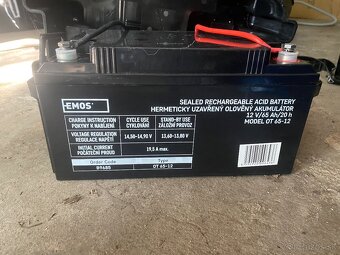 EMOS
SEALED RECHARGEABLE ACID BATTERY
HERMETICKY UZAVŘENÝ OLOVĚNÝ AKUMULÁTOR
12 V/65 Ah/20 h
MODEL OT 65-12
CHARGE INSTRUCTION
POKYNY K NABÍJENÍ
CYCLE USE
CYKLOVÁNÍ
STAND-BY USE
ZÁLOŽNÍ PROVOZ
VOLTAGE REGULATION
REGULACE NAPĚTÍ
14,50–14,90 V
13,60–13,80 V
INITIAL CURRENT
POČÁTEČNÍ PROUD
19,5 A max.
Order Code
Type
B9685
OT 65-12